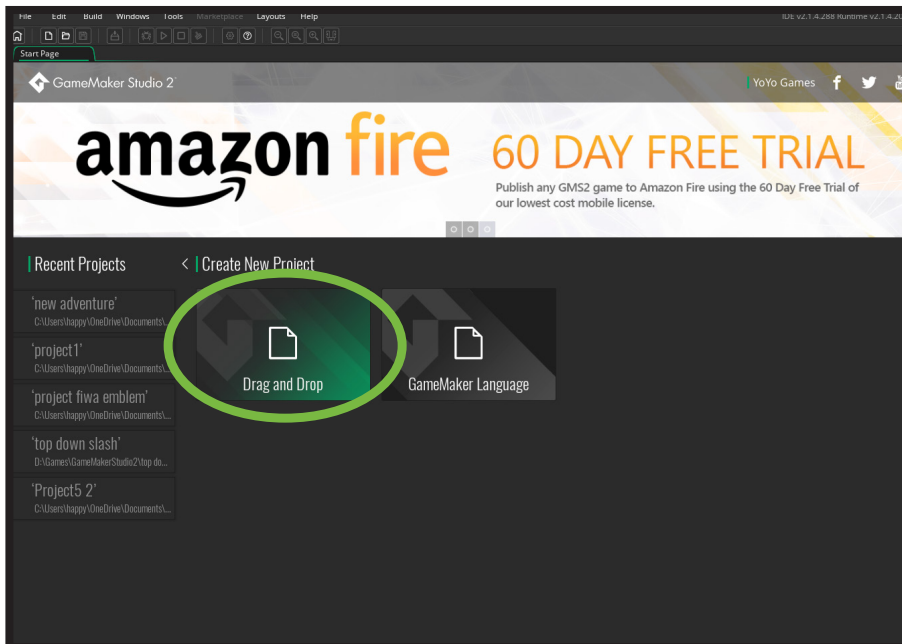 File Edit Build Windows Tools Marketplace Layouts Help
IDE v2.1.4.288 Runtime v2.1.4.20
Start Page
GameMaker Studio 2
YoYo Games
amazon fire
60 DAY FREE TRIAL
Publish any GMS2 game to Amazon Fire using the 60 Day Free Trial of
our lowest cost mobile license.
Recent Projects
Create New Project
'new adventure'
C:\Users\happy\OneDrive\Documents\...
'project1'
C:\Users\happy\OneDrive\Documents\...
'project fiwa emblem'
C:\Users\happy\OneDrive\Documents\...
'top down slash'
D:\Games\GameMakerStudio2\top do...
'Project5 2'
C:\Users\happy\OneDrive\Documents\...
Drag and Drop
GameMaker Language